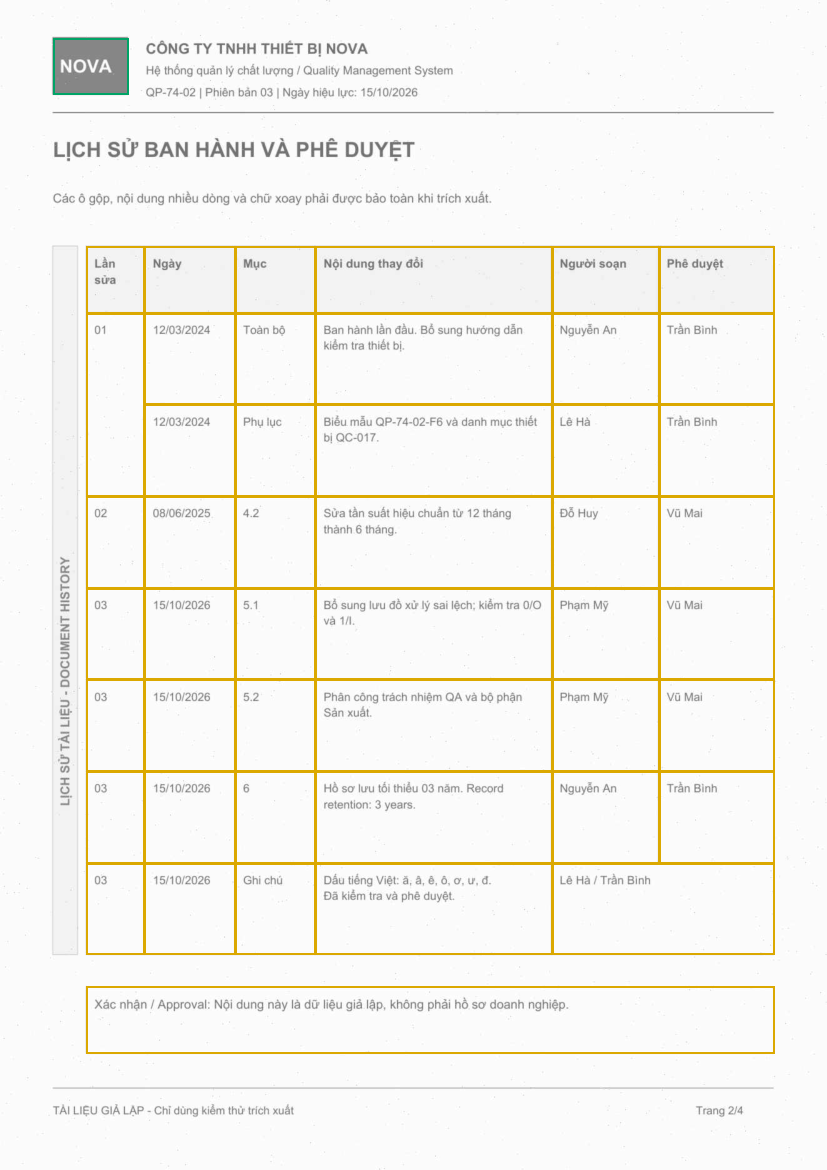 NOVA
CÔNG TY TNHH THIẾT BỊ NOVA
Hệ thống quản lý chất lượng / Quality Management System
QP-74-02 | Phiên bản 03 | Ngày hiệu lực: 15/10/2026
LỊCH SỬ BAN HÀNH VÀ PHÊ DUYỆT
Các ô gộp, nội dung nhiều dòng và chữ xoay phải được bảo toàn khi trích xuất.
LỊCH SỬ TÀI LIỆU - DOCUMENT HISTORY
Lần sửa | Ngày | Mục | Nội dung thay đổi | Người soạn | Phê duyệt
01 | 12/03/2024 | Toàn bộ | Ban hành lần đầu. Bổ sung hướng dẫn | Nguyễn An | Trần Bình
kiểm tra thiết bị.
12/03/2024 | Phụ lục | Biểu mẫu QP-74-02-F6 và danh mục thiết | Lê Hà | Trần Bình
bị QC-017.
02 | 08/06/2025 | 4.2 | Sửa tần suất hiệu chuẩn từ 12 tháng | Đỗ Huy | Vũ Mai
thành 6 tháng.
03 | 15/10/2026 | 5.1 | Bổ sung lưu đồ xử lý sai lệch; kiểm tra 0/O | Phạm Mỹ | Vũ Mai
và 1/I.
03 | 15/10/2026 | 5.2 | Phân công trách nhiệm QA và bộ phận | Phạm Mỹ | Vũ Mai
Sản xuất.
03 | 15/10/2026 | 6 | Hồ sơ lưu tối thiểu 03 năm. Record | Nguyễn An | Trần Bình
retention: 3 years.
03 | 15/10/2026 | Ghi chú | Dấu tiếng Việt: ă, â, ê, ô, ơ, ư, đ. | Lê Hà / Trần Bình
Đã kiểm tra và phê duyệt.
Xác nhận / Approval: Nội dung này là dữ liệu giả lập, không phải hồ sơ doanh nghiệp.
TÀI LIỆU GIẢ LẬP - Chỉ dùng kiểm thử trích xuất
Trang 2/4